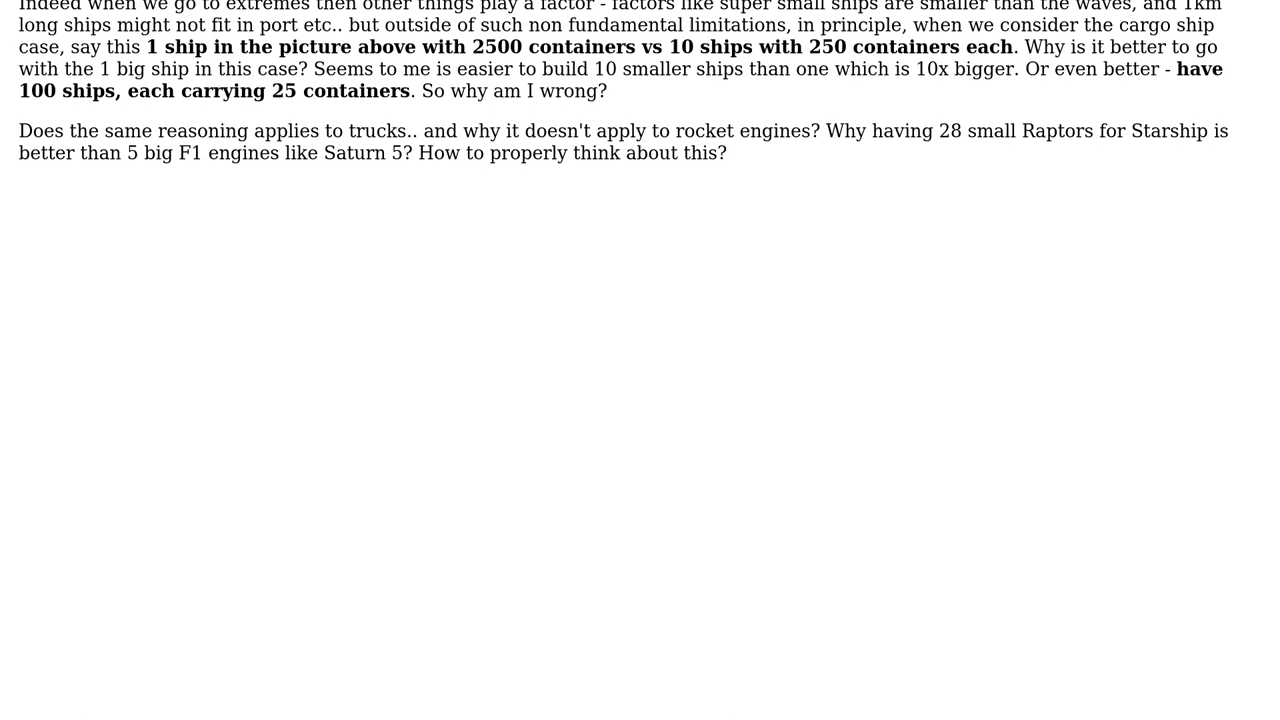 Indeed when we go to extremes then other things play a factor - factors like super small ships are smaller than the waves, and 1km
long ships might not fit in port etc.. but outside of such non fundamental limitations, in principle, when we consider the cargo ship
case, say this 1 ship in the picture above with 2500 containers vs 10 ships with 250 containers each. Why is it better to go
with the 1 big ship in this case? Seems to me is easier to build 10 smaller ships than one which is 10x bigger. Or even better - have
100 ships, each carrying 25 containers. So why am I wrong?
Does the same reasoning applies to trucks.. and why it doesn't apply to rocket engines? Why having 28 small Raptors for Starship is
better than 5 big F1 engines like Saturn 5? How to properly think about this?